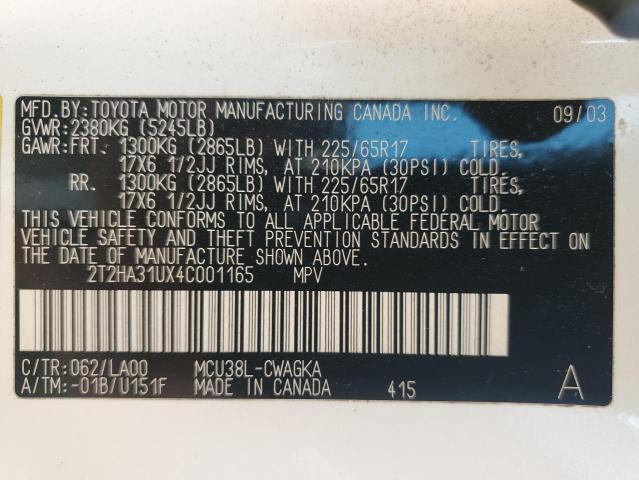 MFD.BY:TOYOTA MOTOR MANUFACTURING CANADA INC. 09/03
GVWR:2380KG (5245LB)
GAWR:FRT. 1300KG (2865LB) WITH 225/65R17 TIRES,
17X6 1/2JJ RIMS, AT 210KPA (30PSI) COLD.
RR. 1300KG (2865LB) WITH 225/65R17 TIRES,
17X6 1/2JJ RIMS, AT 210KPA (30PSI) COLD.
THIS VEHICLE CONFORMS TO ALL APPLICABLE FEDERAL MOTOR
VEHICLE SAFETY AND THEFT PREVENTION STANDARDS IN EFFECT ON
THE DATE OF MANUFACTURE SHOWN ABOVE.
2T2HA31UX4C001165 MPV
C/TR:062/LA00 MCU38L-CWAGKA
A/TM:-01B/U151F MADE IN CANADA 415 A